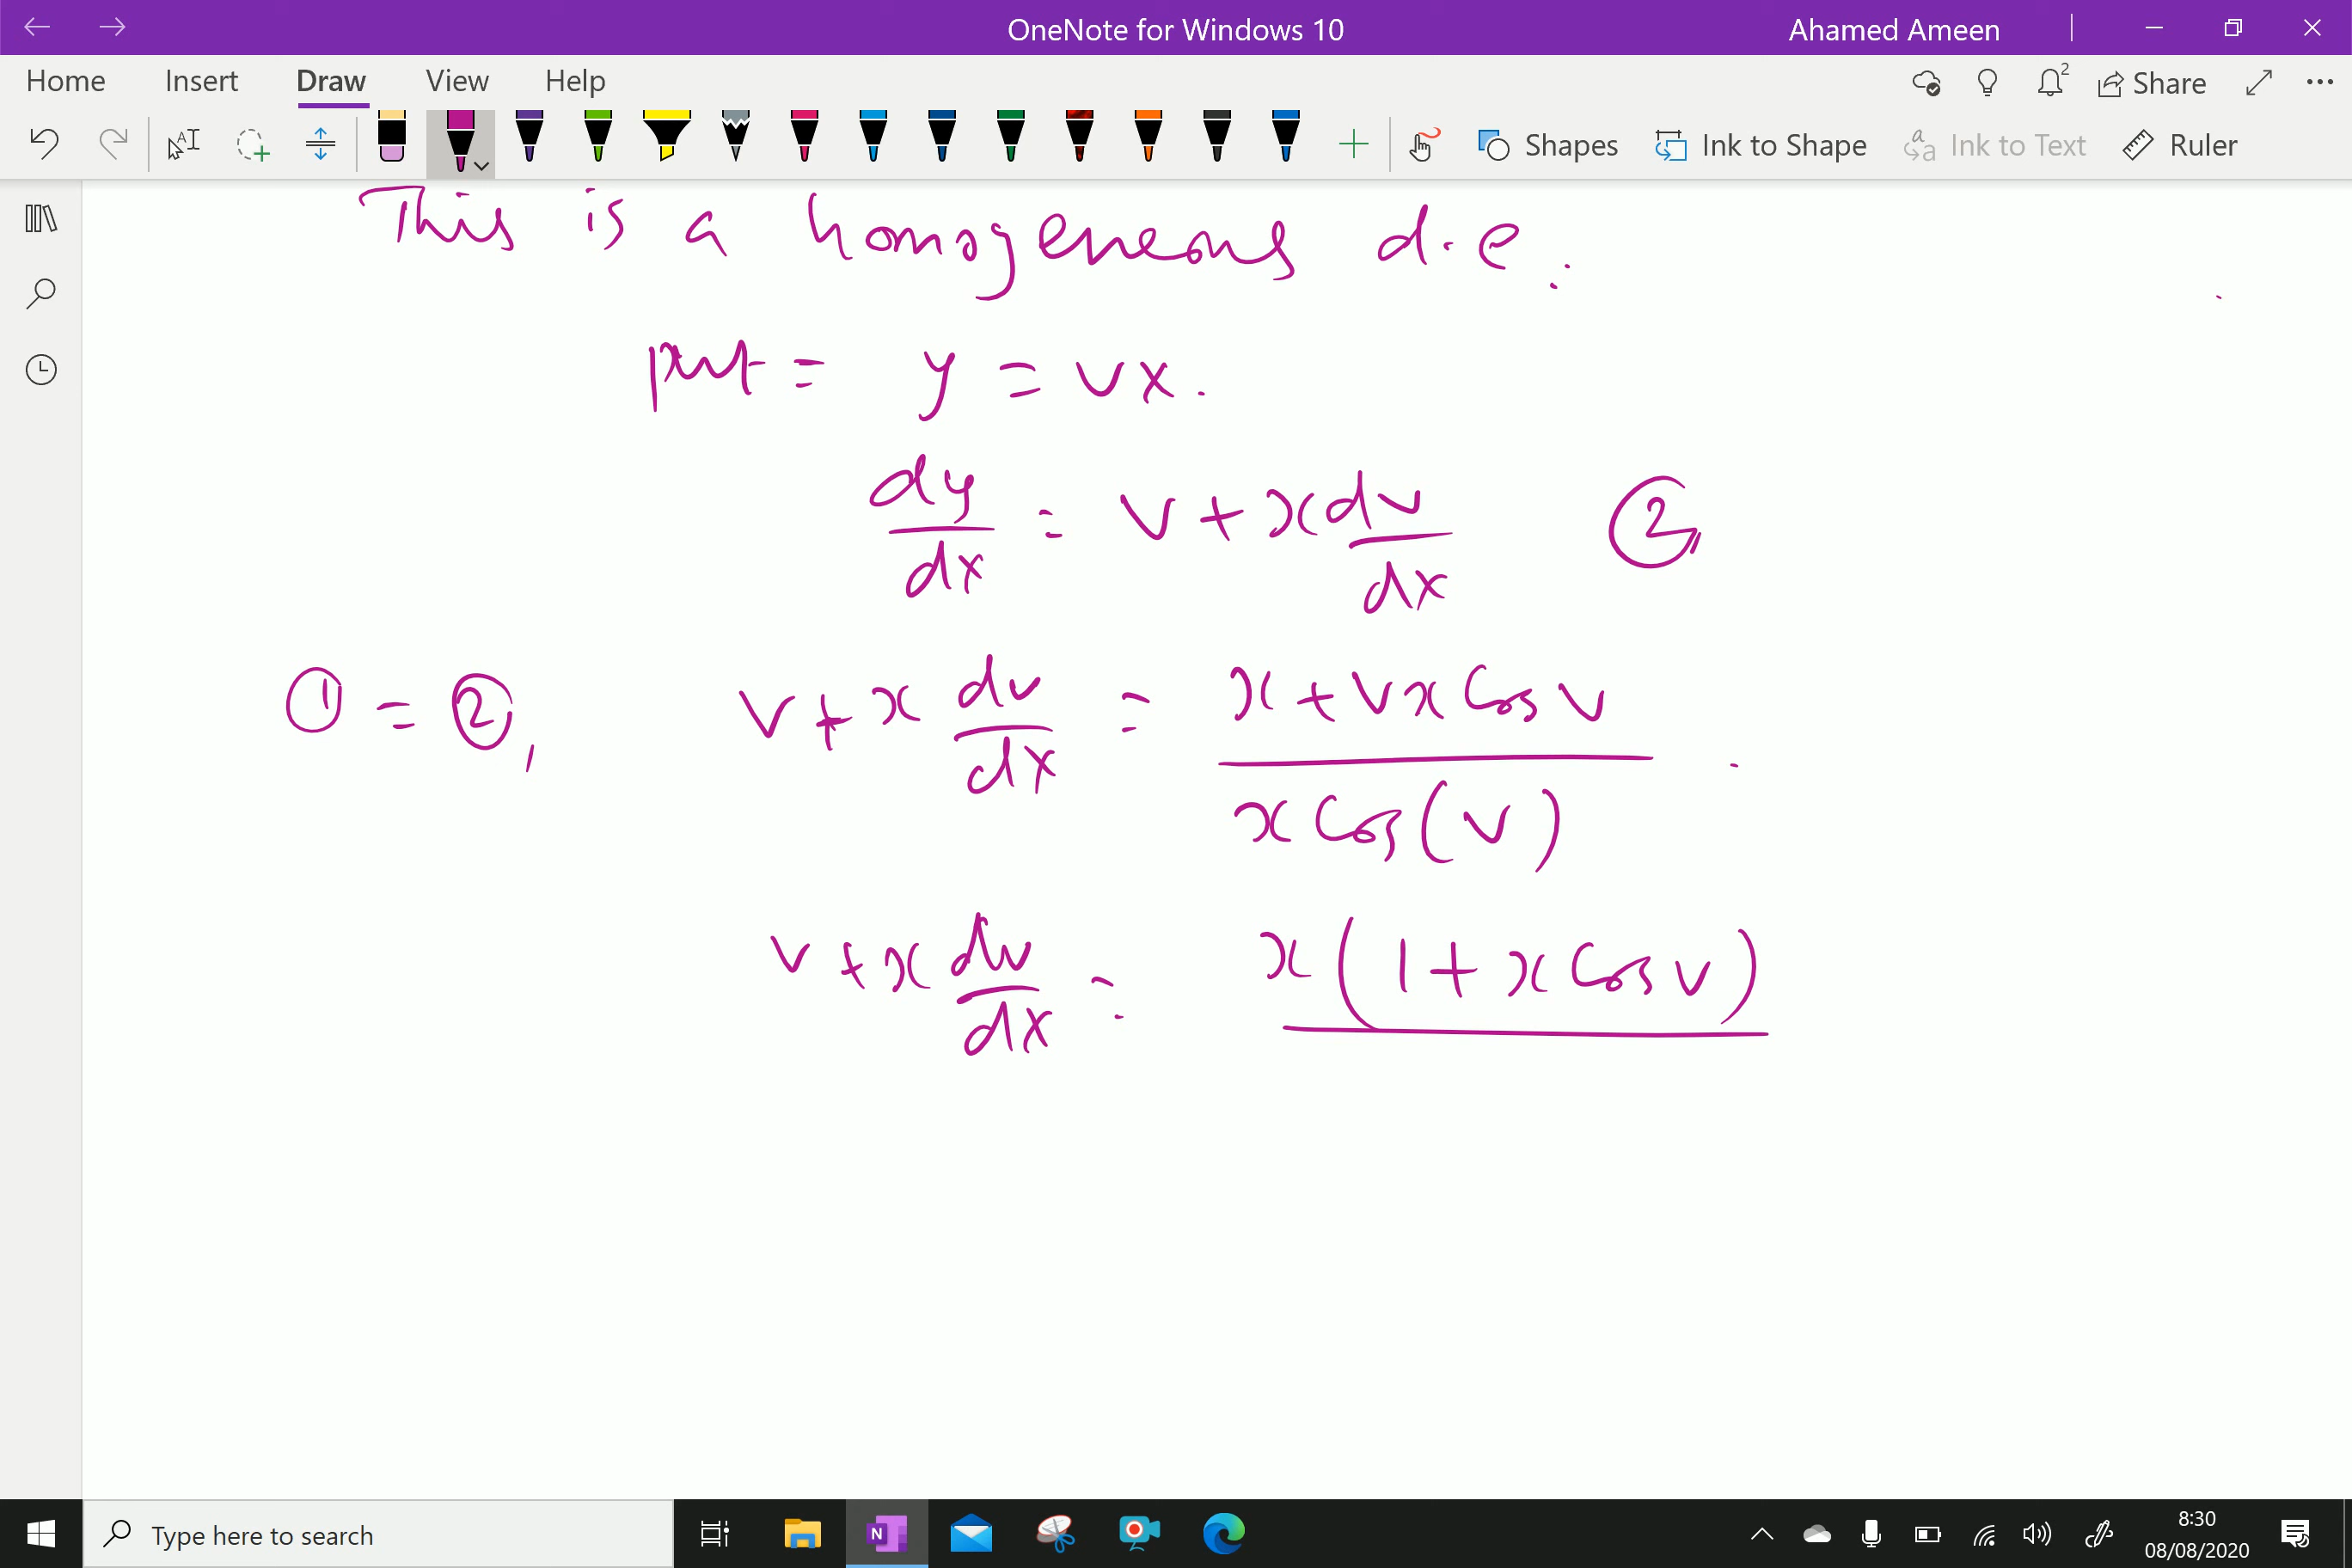 OneNote for Windows 10 Ahamed Ameen
Home Insert Draw View Help 2 Share
AI Shapes Ink to Shape a a Ink to Text Ruler
This is a homogeneous d.e.
put = y = vx.
dy/dx = v + x dv/dx ②
① = ②, v + x dv/dx = x + vx Cos v / x Cos(v) .
v + x dv/dx = x(1 + x Cos v)
Type here to search N 8:30
08/08/2020